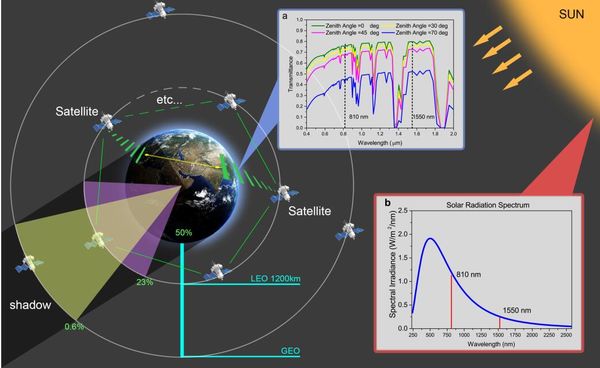 SUN
a
Zenith Angle =0 deg
Zenith Angle =30 deg
Zenith Angle =45 deg
Zenith Angle =70 deg
Transmittance
0.8
0.7
0.6
0.5
0.4
0.3
0.2
0.1
0.0
810 nm
1550 nm
0.4
0.6
0.8
1.0
1.2
1.4
1.6
1.8
2.0
Wavelength (μm)
etc...
Satellite
Satellite
50%
23%
0.6%
shadow
LEO 1200km
GEO
b
Solar Radiation Spectrum
Spectral Irradiance (W/m²/nm)
2.5
2.0
1.5
1.0
0.5
0.0
810 nm
1550 nm
250
500
750
1000
1250
1500
1750
2000
2250
2500
Wavelength (nm)